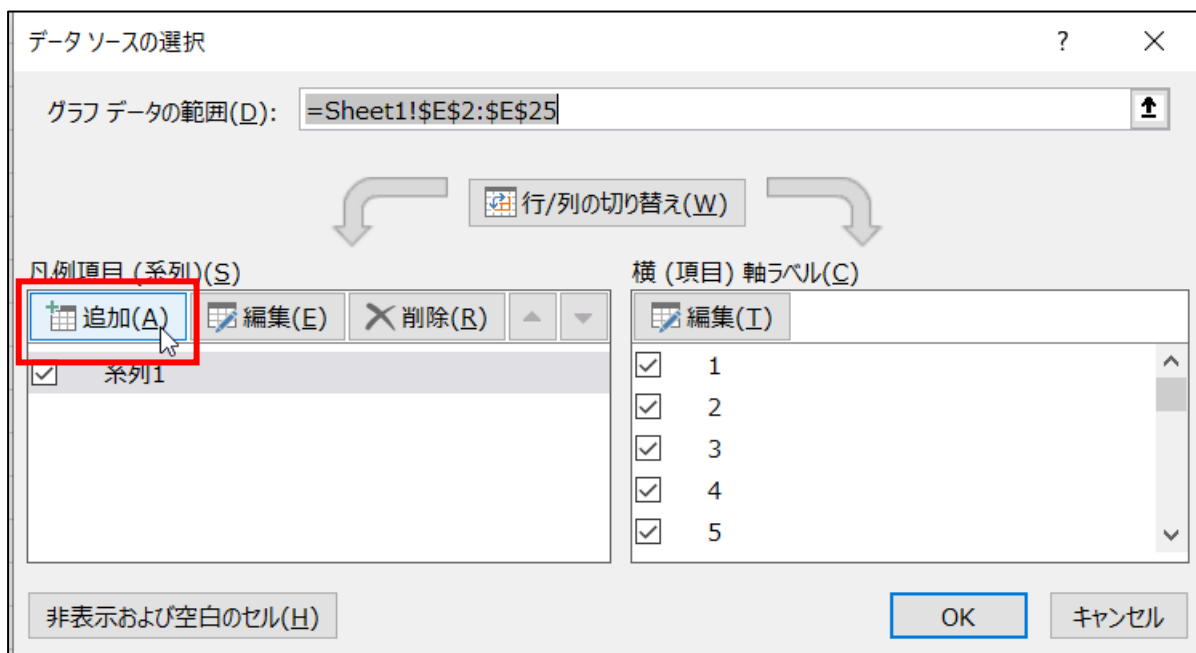 データ ソースの選択 ?
グラフ データの範囲(D): =Sheet1!$E$2:$E$25
行/列の切り替え(W)
凡例項目 (系列)(S)
追加(A) 編集(E) 削除(R)
系列1
横 (項目) 軸ラベル(C)
編集(T)
1
2
3
4
5
非表示および空白のセル(H)
OK キャンセル